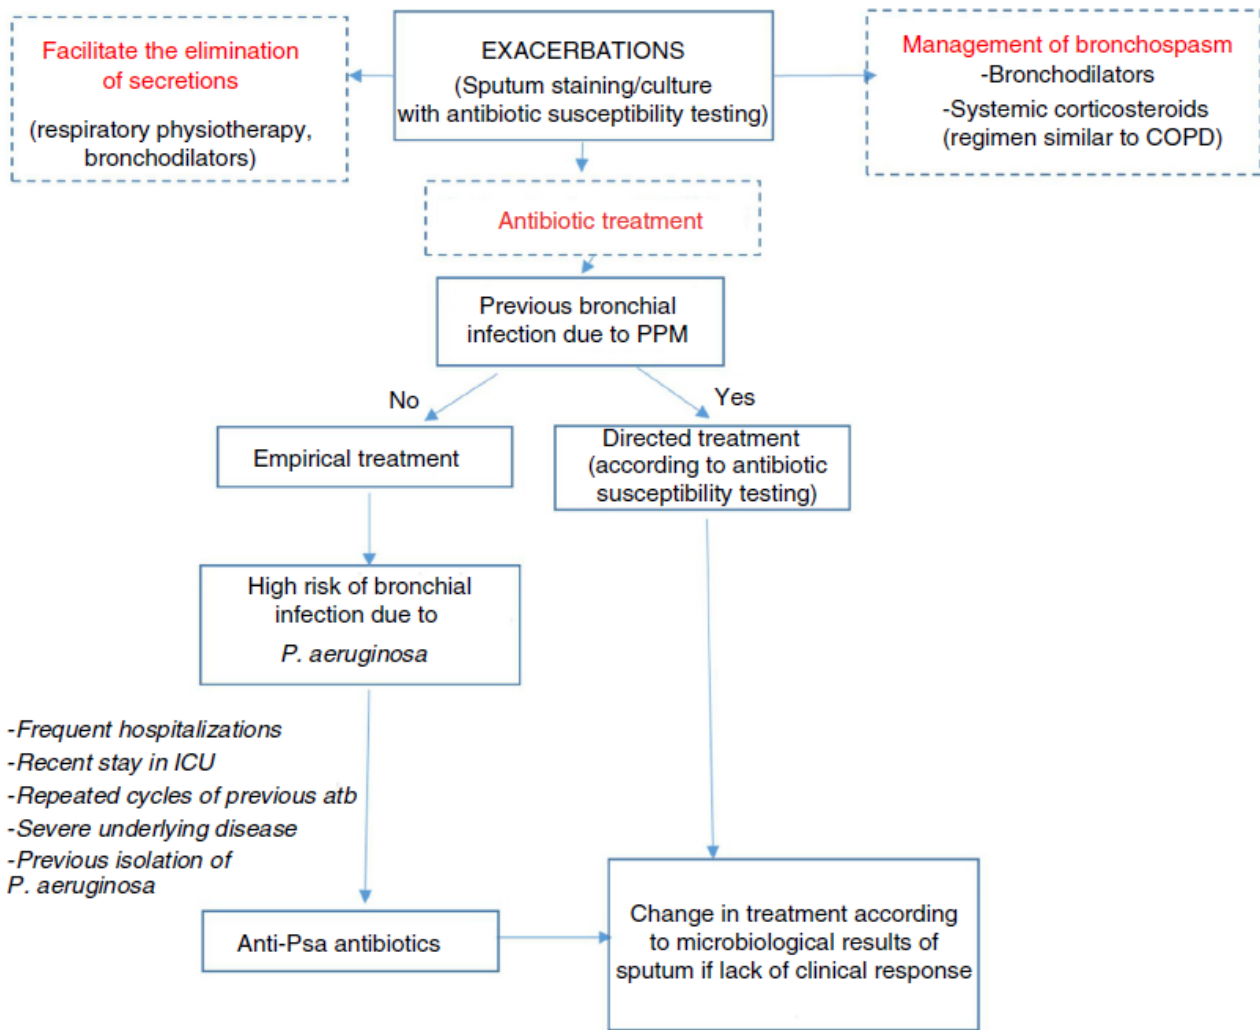 Facilitate the elimination
of secretions
(respiratory physiotherapy,
bronchodilators)
EXACERBATIONS
(Sputum staining/culture
with antibiotic susceptibility testing)
Management of bronchospasm
-Bronchodilators
-Systemic corticosteroids
(regimen similar to COPD)
Antibiotic treatment
Previous bronchial
infection due to PPM
No
Yes
Empirical treatment
Directed treatment
(according to antibiotic
susceptibility testing)
High risk of bronchial
infection due to
P. aeruginosa
-Frequent hospitalizations
-Recent stay in ICU
-Repeated cycles of previous atb
-Severe underlying disease
-Previous isolation of
P. aeruginosa
Anti-Psa antibiotics
Change in treatment according
to microbiological results of
sputum if lack of clinical response